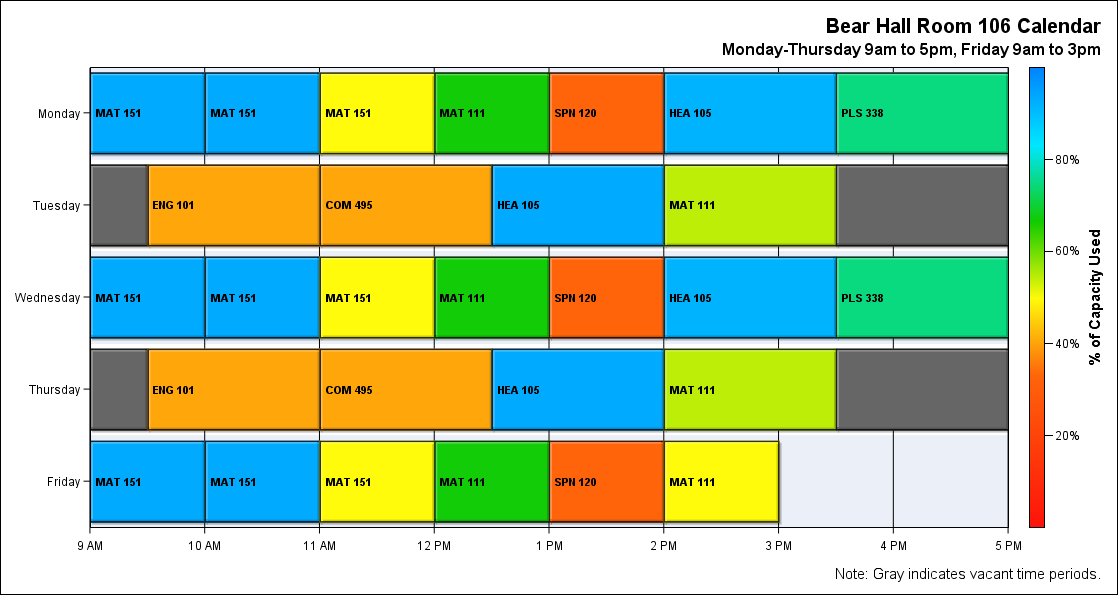 Bear Hall Room 106 Calendar
Monday-Thursday 9am to 5pm, Friday 9am to 3pm
Monday
MAT 151
MAT 151
MAT 151
MAT 111
SPN 120
HEA 105
PLS 338
Tuesday
ENG 101
COM 495
HEA 105
MAT 111
Wednesday
MAT 151
MAT 151
MAT 151
MAT 111
SPN 120
HEA 105
PLS 338
Thursday
ENG 101
COM 495
HEA 105
MAT 111
Friday
MAT 151
MAT 151
MAT 151
MAT 111
SPN 120
MAT 111
9 AM
10 AM
11 AM
12 PM
1 PM
2 PM
3 PM
4 PM
5 PM
80%
60%
40%
20%
% of Capacity Used
Note: Gray indicates vacant time periods.